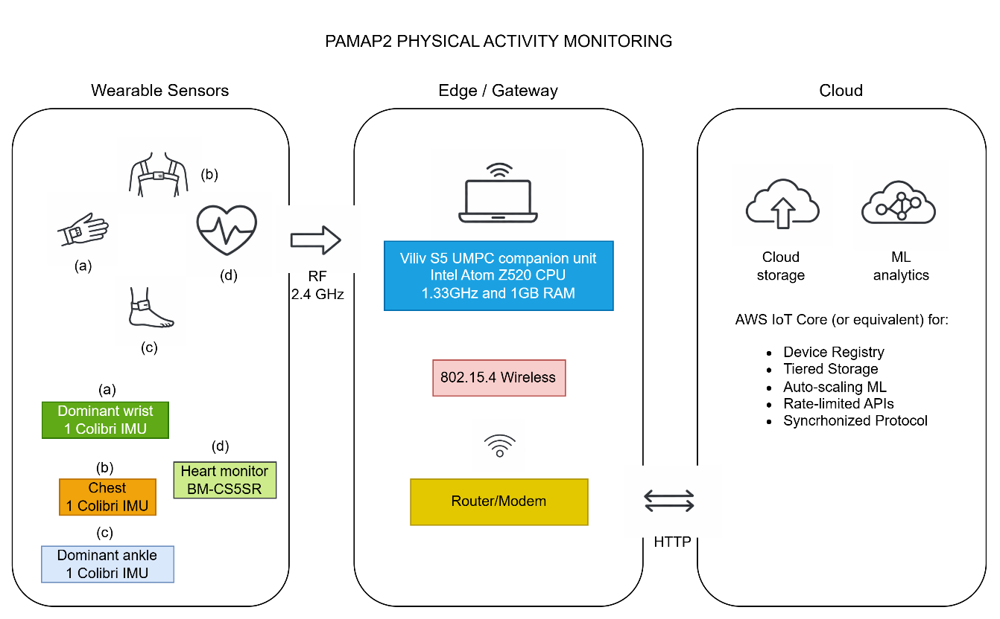 PAMAP2 PHYSICAL ACTIVITY MONITORING
Wearable Sensors
(b)
(a)
(d)
(c)
(a)
Dominant wrist
1 Colibri IMU
(d)
Heart monitor
BM-CS5SR
(b)
Chest
1 Colibri IMU
(c)
Dominant ankle
1 Colibri IMU
RF
2.4 GHz
Edge / Gateway
Viliv S5 UMPC companion unit
Intel Atom Z520 CPU
1.33GHz and 1GB RAM
802.15.4 Wireless
Router/Modem
HTTP
Cloud
Cloud
storage
ML
analytics
AWS IoT Core (or equivalent) for:
• Device Registry
• Tiered Storage
• Auto-scaling ML
• Rate-limited APIs
• Syncrhonized Protocol